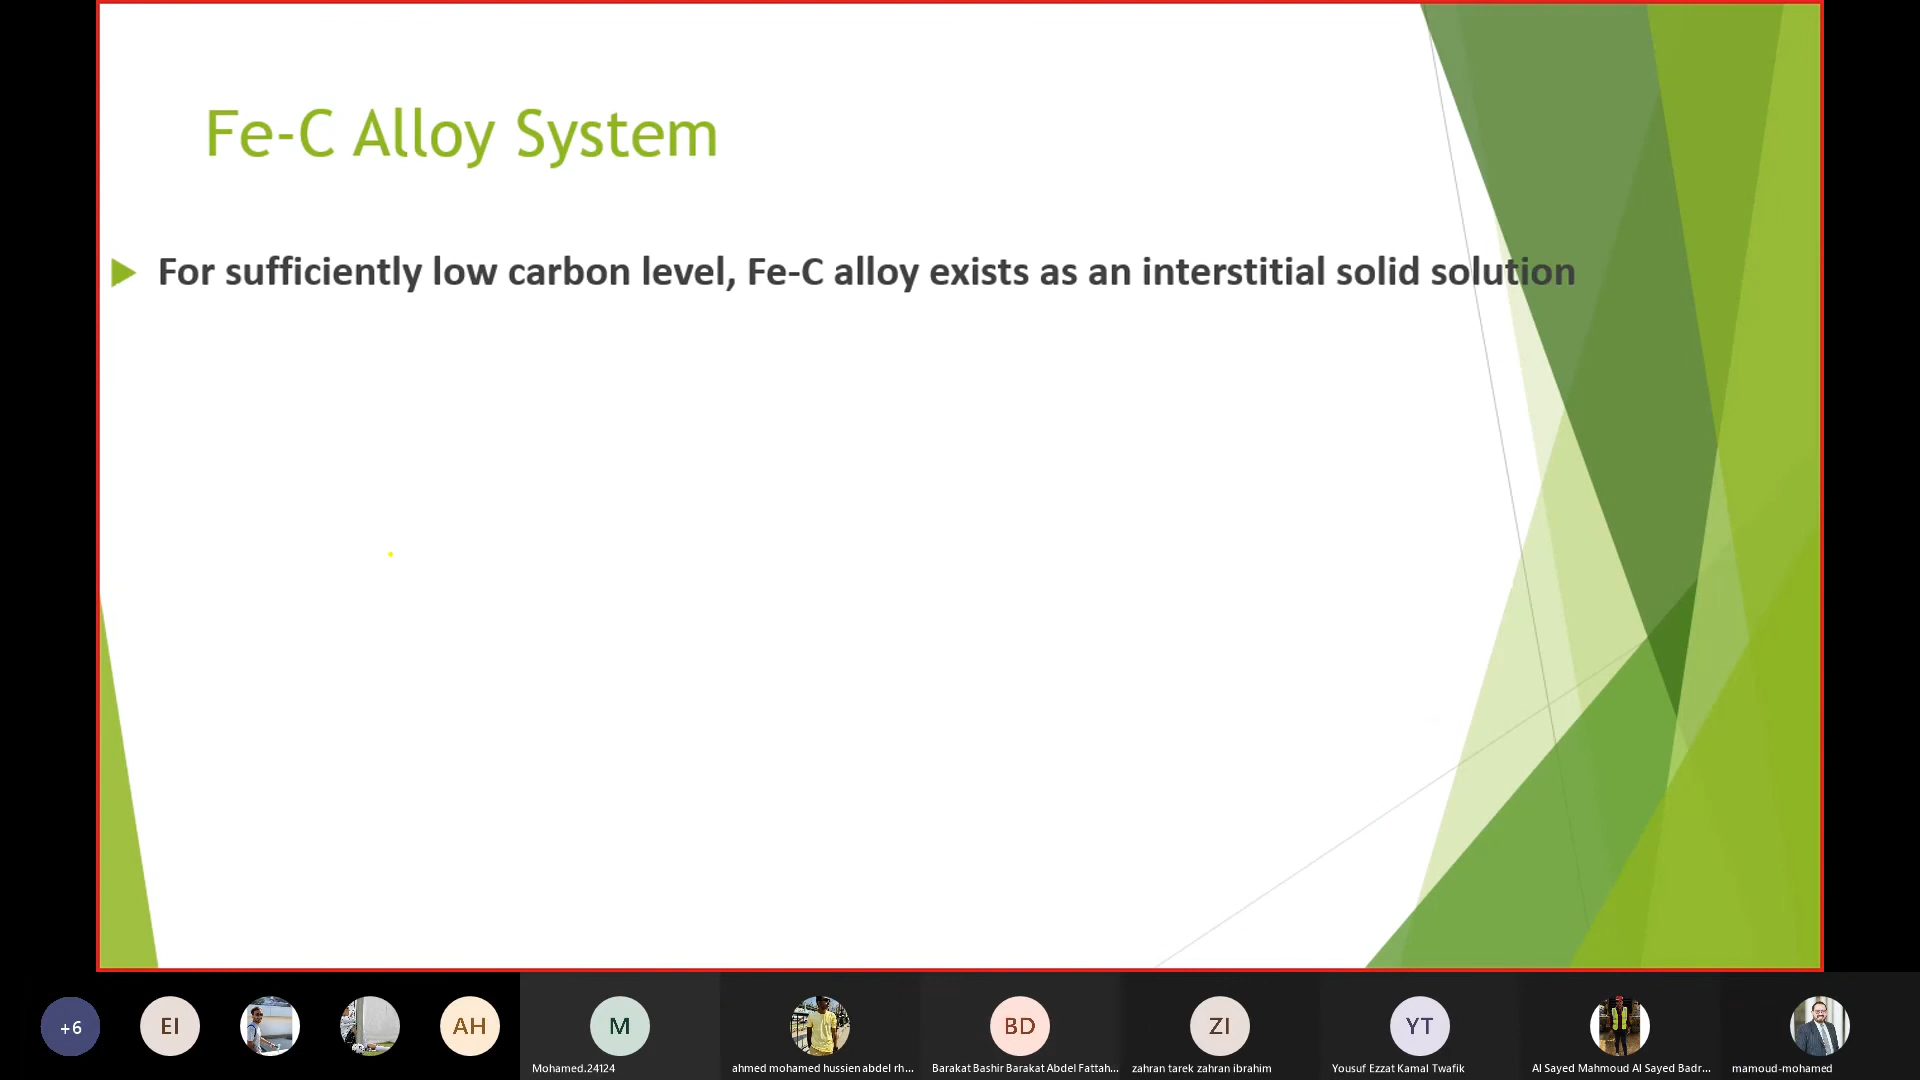 Fe-C Alloy System
For sufficiently low carbon level, Fe-C alloy exists as an interstitial solid solution
+6
EI
AH
M
BD
ZI
YT
Mohamed.24124
ahmed mohamed hussien abdel rh...
Barakat Bashir Barakat Abdel Fattah...
zahran tarek zahran ibrahim
Yousuf Ezzat Kamal Twafik
Al Sayed Mahmoud Al Sayed Badr...
mamoud-mohamed